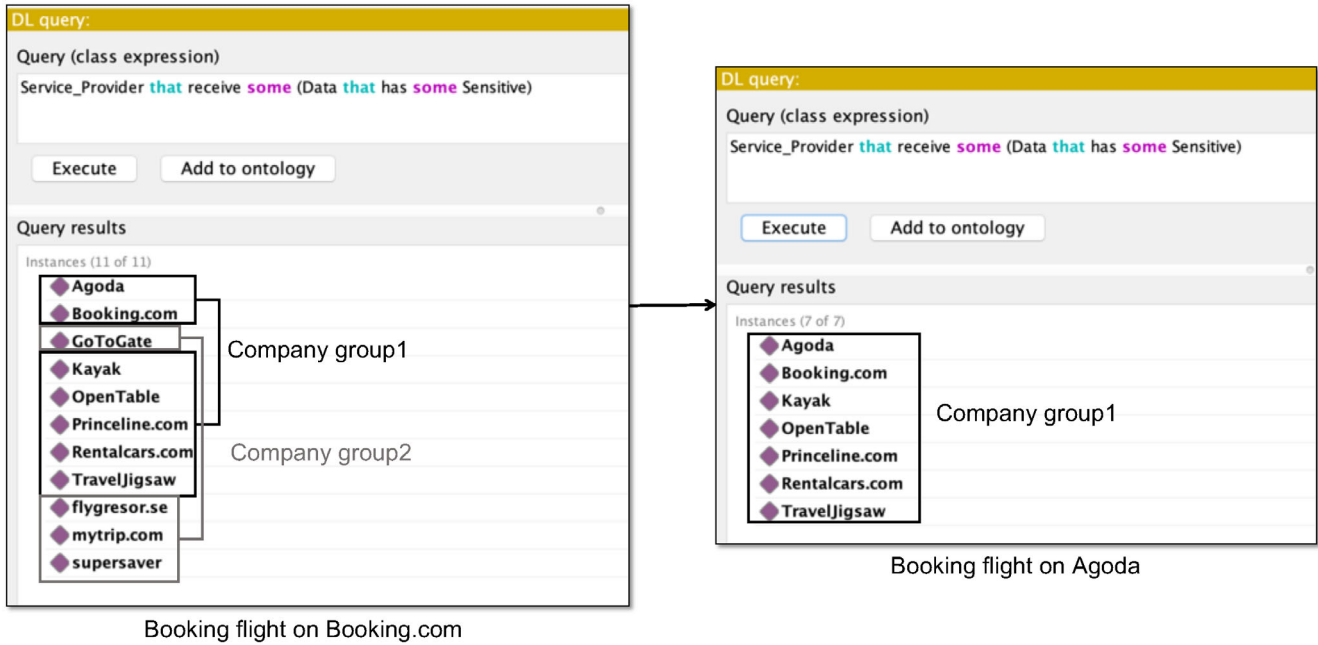 DL query:
Query (class expression)
Service_Provider that receive some (Data that has some Sensitive)
Execute
Add to ontology
Query results
Instances (11 of 11)
Agoda
Booking.com
GoToGate
Kayak
OpenTable
Princeline.com
Rentalcars.com
TravelJigsaw
flygresor.se
mytrip.com
supersaver
Company group1
Company group2
Booking flight on Booking.com
DL query:
Query (class expression)
Service_Provider that receive some (Data that has some Sensitive)
Execute
Add to ontology
Query results
Instances (7 of 7)
Agoda
Booking.com
Kayak
OpenTable
Princeline.com
Rentalcars.com
TravelJigsaw
Company group1
Booking flight on Agoda